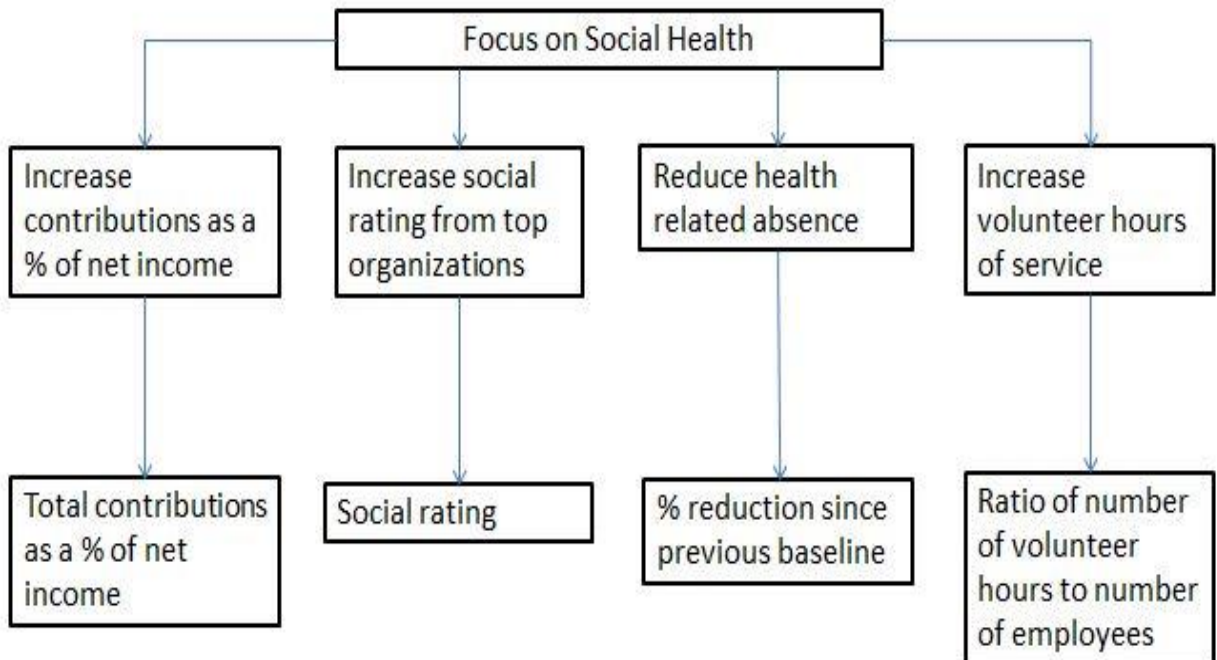 Focus on Social Health
Increase
contributions as a
% of net income
Increase social
rating from top
organizations
Reduce health
related absence
Increase
volunteer hours
of service
Total contributions
as a % of net
income
Social rating
% reduction since
previous baseline
Ratio of number
of volunteer
hours to number
of employees